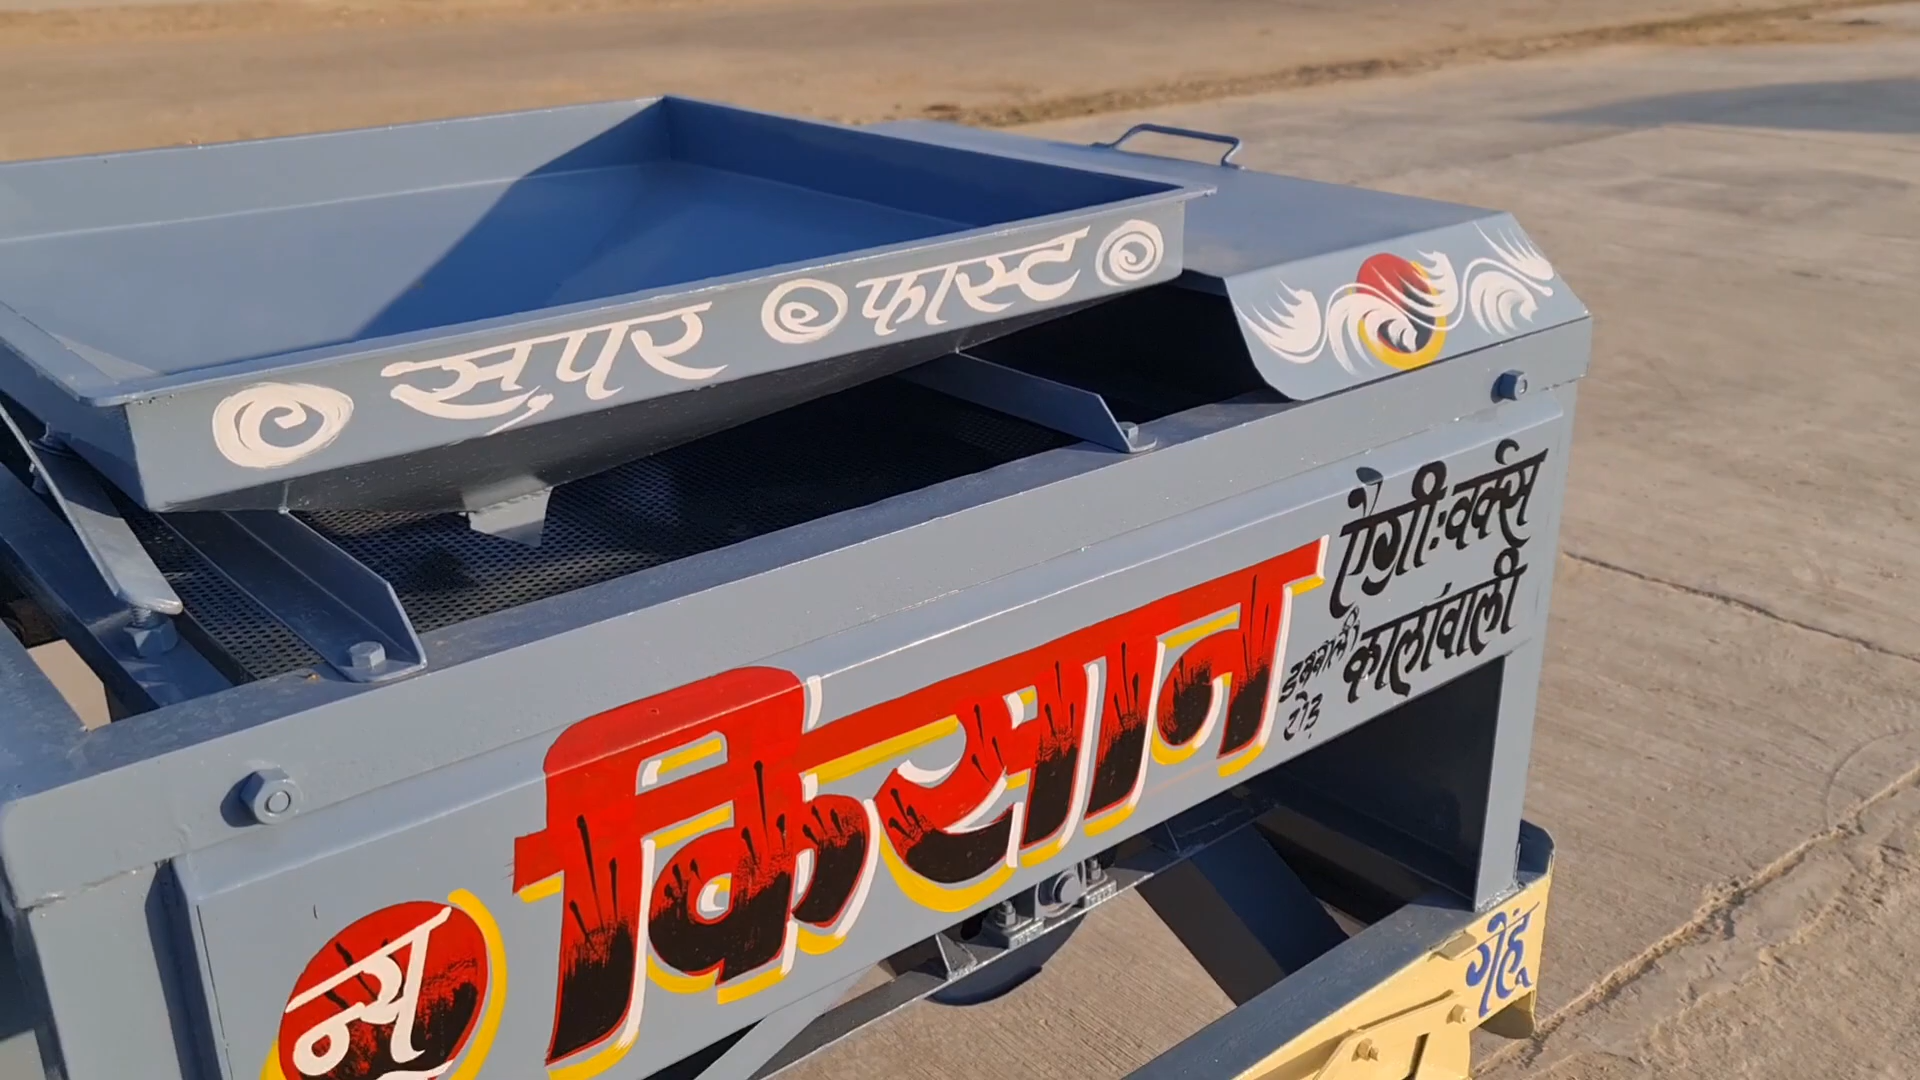 सुपर फास्ट
न्यू किसान
ऐग्री: वर्क्स
डबवाली रोड़
कालांवाली
गेहूं